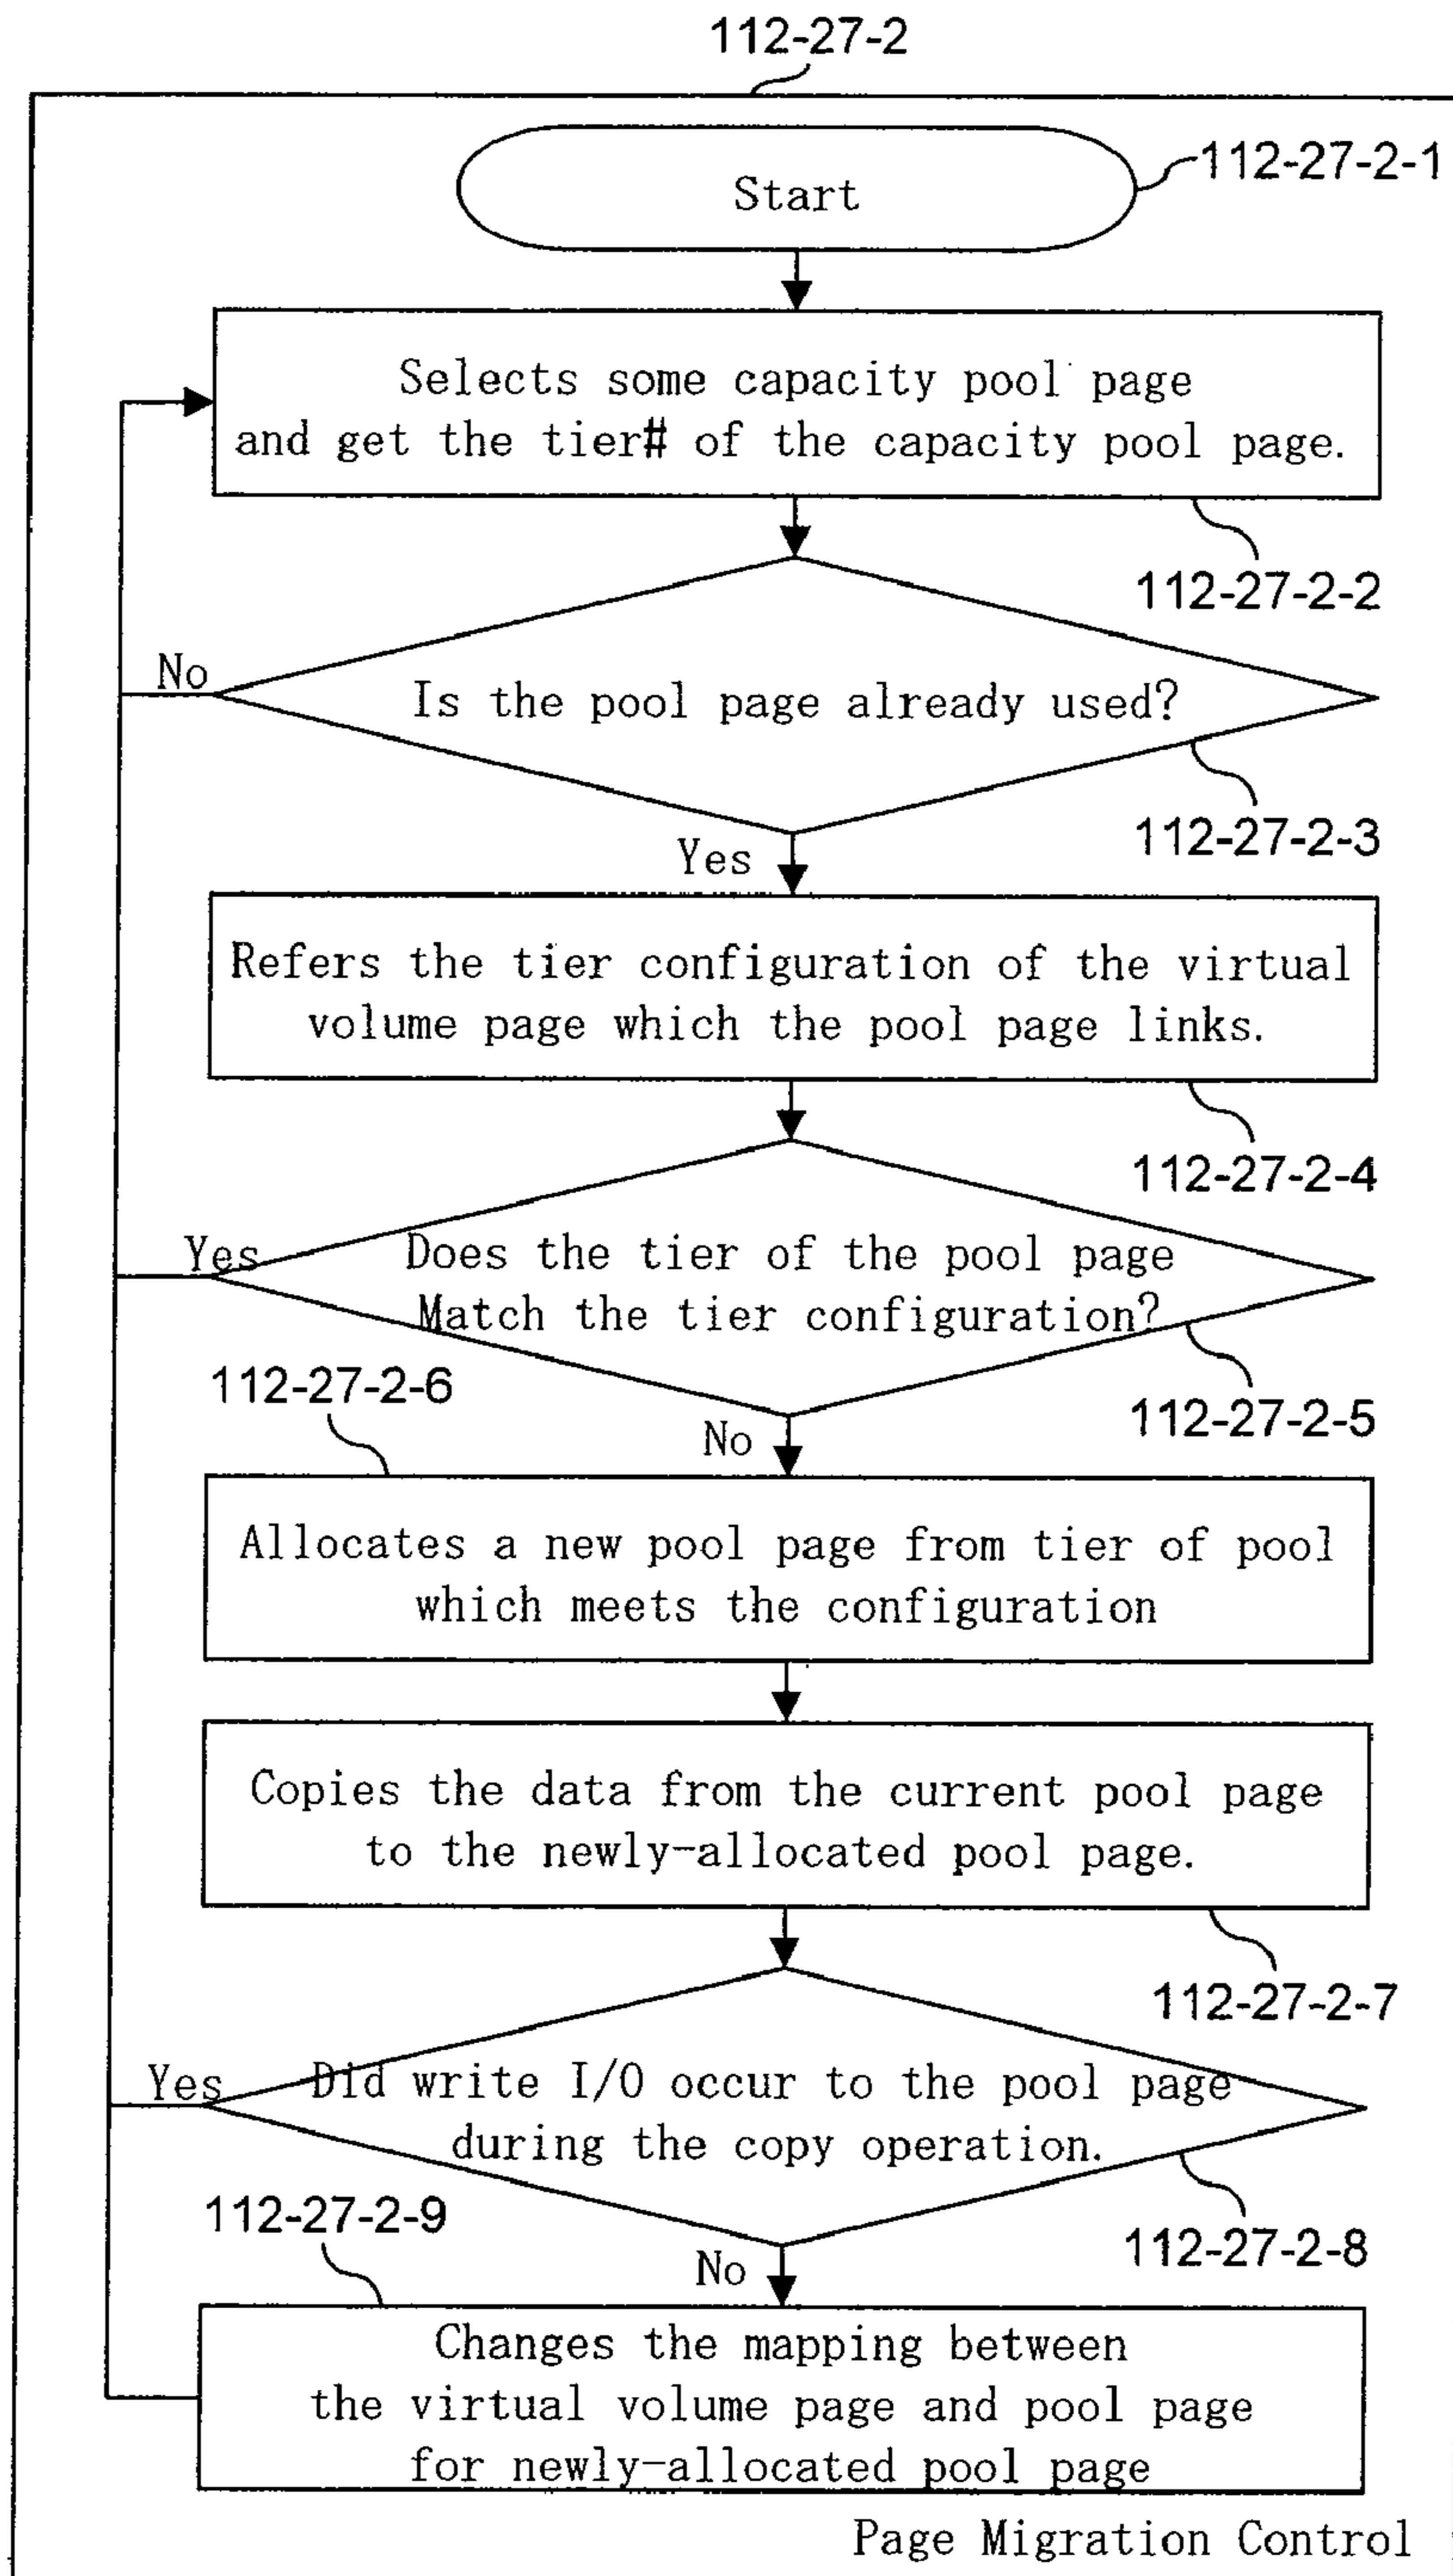 112-27-2
Start
112-27-2-1
Selects some capacity pool page
and get the tier# of the capacity pool page.
112-27-2-2
No
Is the pool page already used?
112-27-2-3
Yes
Refers the tier configuration of the virtual
volume page which the pool page links.
112-27-2-4
Yes
Does the tier of the pool page
Match the tier configuration?
112-27-2-5
112-27-2-6
No
Allocates a new pool page from tier of pool
which meets the configuration
Copies the data from the current pool page
to the newly-allocated pool page.
112-27-2-7
Yes
Did write I/O occur to the pool page
during the copy operation.
112-27-2-8
112-27-2-9
No
Changes the mapping between
the virtual volume page and pool page
for newly-allocated pool page
Page Migration Control